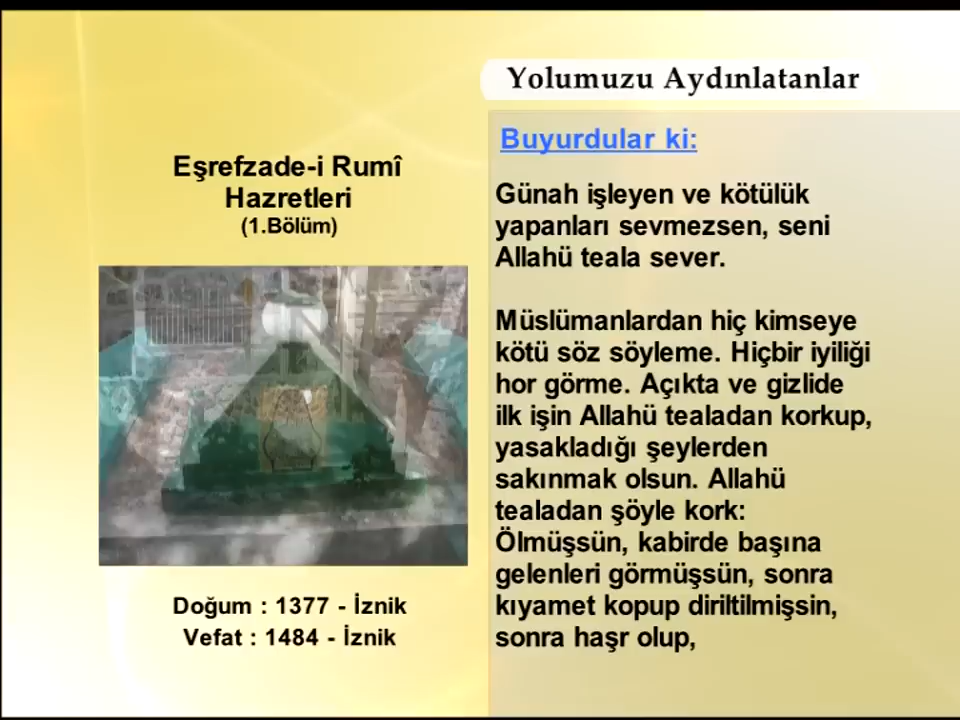 Yolumuzu Aydınlatanlar
Eşrefzade-i Rumî
Hazretleri
(1.Bölüm)
Doğum : 1377 - İznik
Vefat : 1484 - İznik
Buyurdular ki:
Günah işleyen ve kötülük
yapanları sevmezsen, seni
Allahü teala sever.
Müslümanlardan hiç kimseye
kötü söz söyleme. Hiçbir iyiliği
hor görme. Açıkta ve gizlide
ilk işin Allahü tealadan korkup,
yasakladığı şeylerden
sakınmak olsun. Allahü
tealadan şöyle kork:
Ölmüşsün, kabirde başına
gelenleri görmüşsün, sonra
kıyamet kopup diriltilmişsin,
sonra haşr olup,